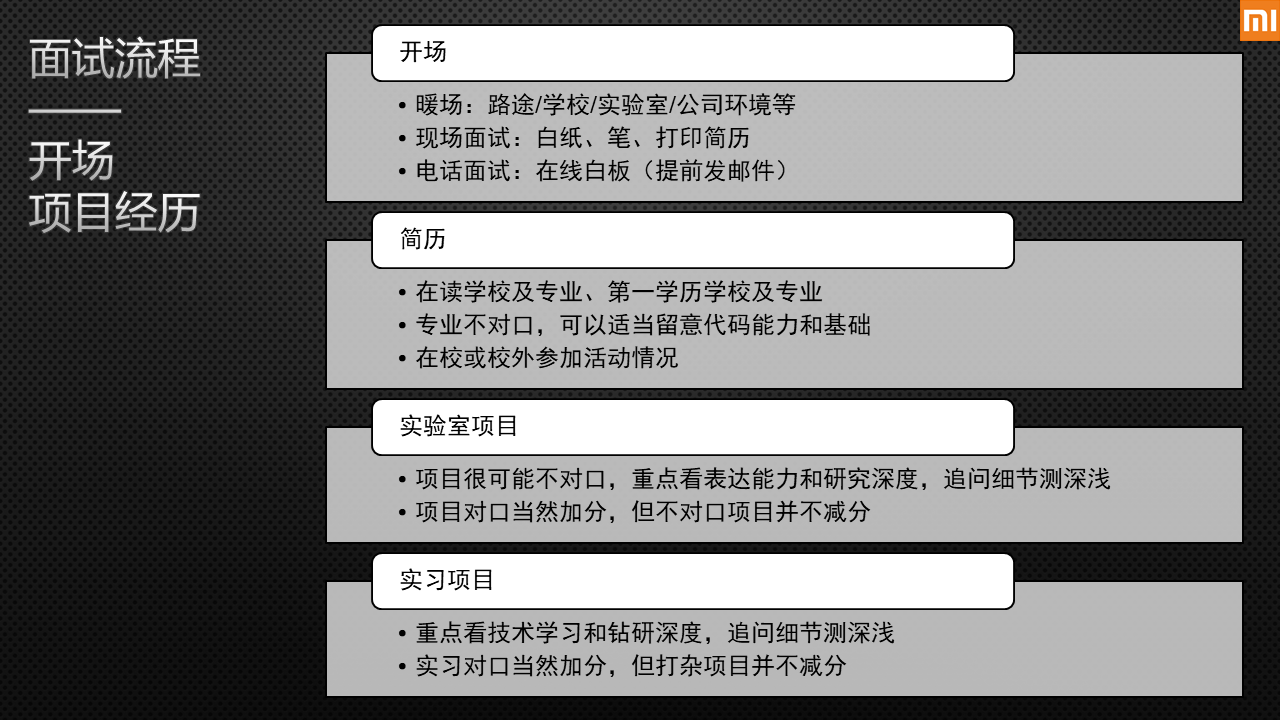 面试流程
——
开场
项目经历
mi
开场
• 暖场：路途/学校/实验室/公司环境等
• 现场面试：白纸、笔、打印简历
• 电话面试：在线白板（提前发邮件）
简历
• 在读学校及专业、第一学历学校及专业
• 专业不对口，可以适当留意代码能力和基础
• 在校或校外参加活动情况
实验室项目
• 项目很可能不对口，重点看表达能力和研究深度，追问细节测深浅
• 项目对口当然加分，但不对口项目并不减分
实习项目
• 重点看技术学习和钻研深度，追问细节测深浅
• 实习对口当然加分，但打杂项目并不减分